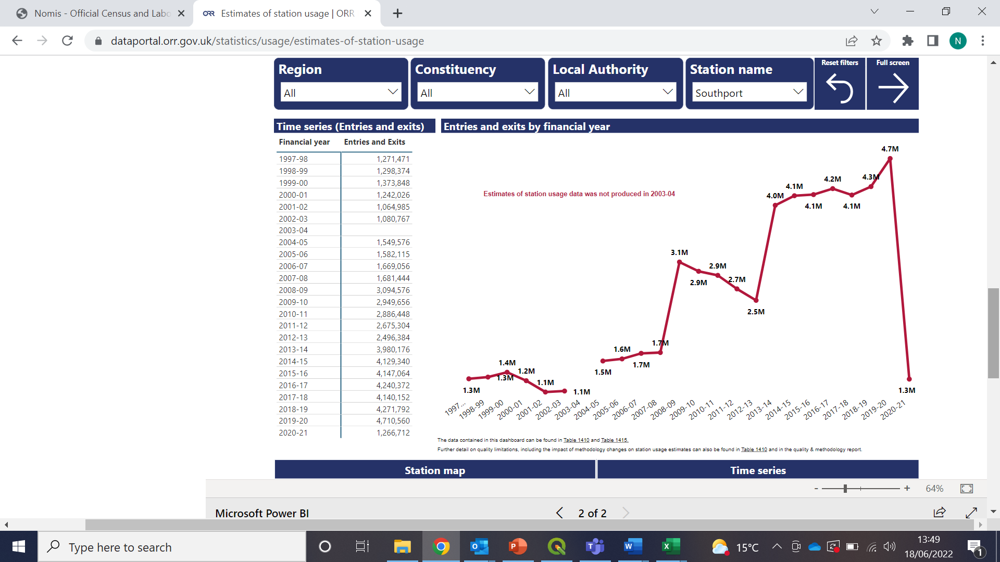 Nomis - Official Census and Labo
ORR Estimates of station usage | ORR
dataportal.orr.gov.uk/statistics/usage/estimates-of-station-usage
N
Region
All
Constituency
All
Local Authority
All
Station name
Southport
Reset filters
Full screen
Time series (Entries and exits)
Financial year Entries and Exits
1997-98 1,271,471
1998-99 1,298,374
1999-00 1,373,848
2000-01 1,242,026
2001-02 1,064,985
2002-03 1,080,767
2003-04
2004-05 1,549,576
2005-06 1,582,115
2006-07 1,669,056
2007-08 1,681,444
2008-09 3,094,576
2009-10 2,949,656
2010-11 2,886,448
2011-12 2,675,304
2012-13 2,496,384
2013-14 3,980,176
2014-15 4,129,340
2015-16 4,147,064
2016-17 4,240,372
2017-18 4,140,152
2018-19 4,271,792
2019-20 4,710,560
2020-21 1,266,712
Entries and exits by financial year
Estimates of station usage data was not produced in 2003-04
1.3M
1.3M
1.4M
1.2M
1.1M
1.1M
1.5M
1.6M
1.7M
1.7M
3.1M
2.9M
2.9M
2.7M
2.5M
4.0M
4.1M
4.1M
4.2M
4.1M
4.3M
4.7M
1.3M
1997...
1998-99
1999-00
2000-01
2001-02
2002-03
2003-04
2004-05
2005-06
2006-07
2007-08
2008-09
2009-10
2010-11
2011-12
2012-13
2013-14
2014-15
2015-16
2016-17
2017-18
2018-19
2019-20
2020-21
The data contained in this dashboard can be found in Table 1410 and Table 1415.
Further detail on quality limitations, including the impact of methodology changes on station usage estimates can also be found in Table 1410 and in the quality & methodology report.
Station map
Time series
- + 64%
Microsoft Power BI
2 of 2
Type here to search
15°C
13:49
18/06/2022
1